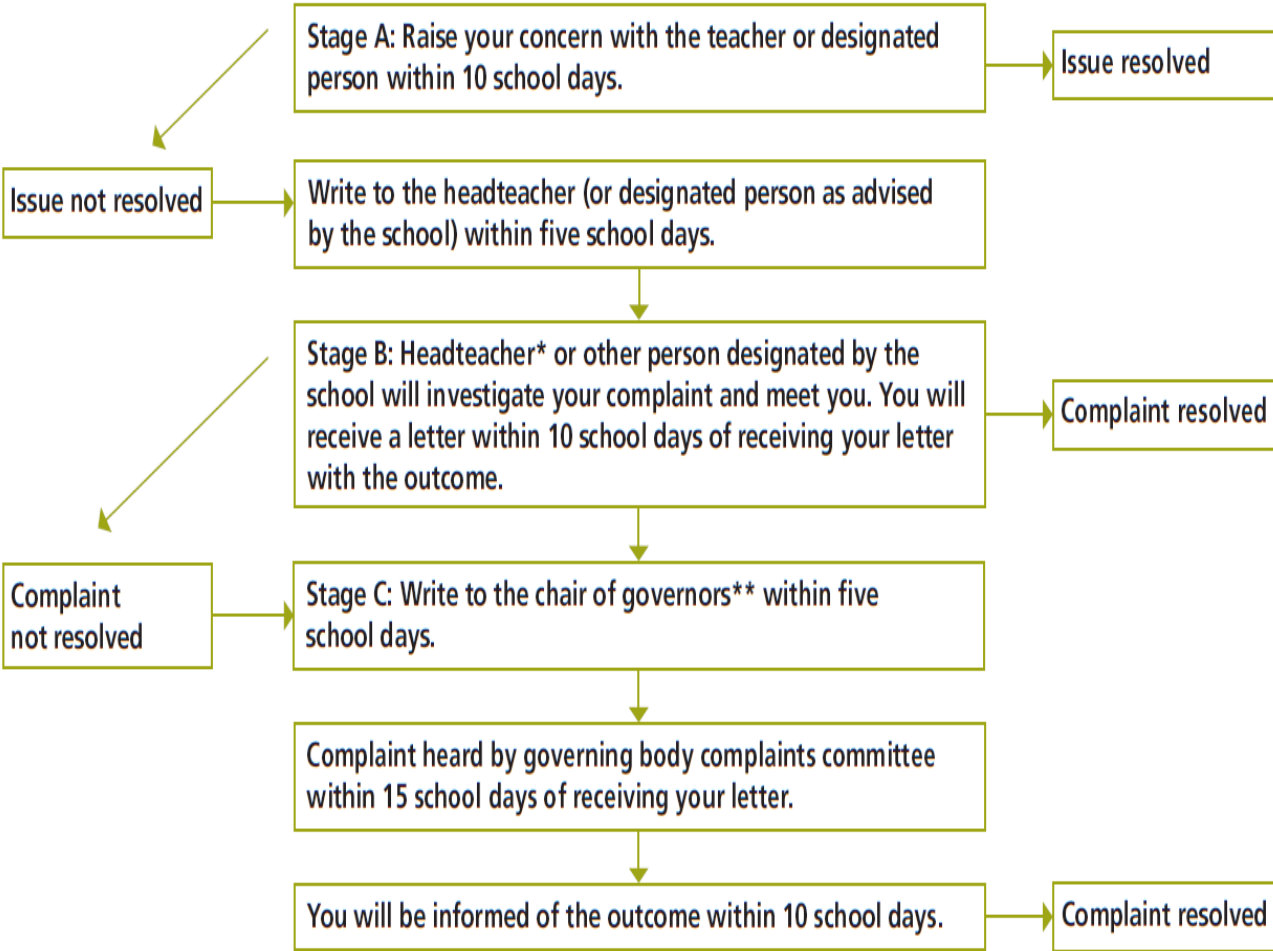 Stage A: Raise your concern with the teacher or designated
person within 10 school days.
Issue resolved
Issue not resolved
Write to the headteacher (or designated person as advised
by the school) within five school days.
Stage B: Headteacher* or other person designated by the
school will investigate your complaint and meet you. You will
receive a letter within 10 school days of receiving your letter
with the outcome.
Complaint resolved
Complaint
not resolved
Stage C: Write to the chair of governors** within five
school days.
Complaint heard by governing body complaints committee
within 15 school days of receiving your letter.
You will be informed of the outcome within 10 school days.
Complaint resolved